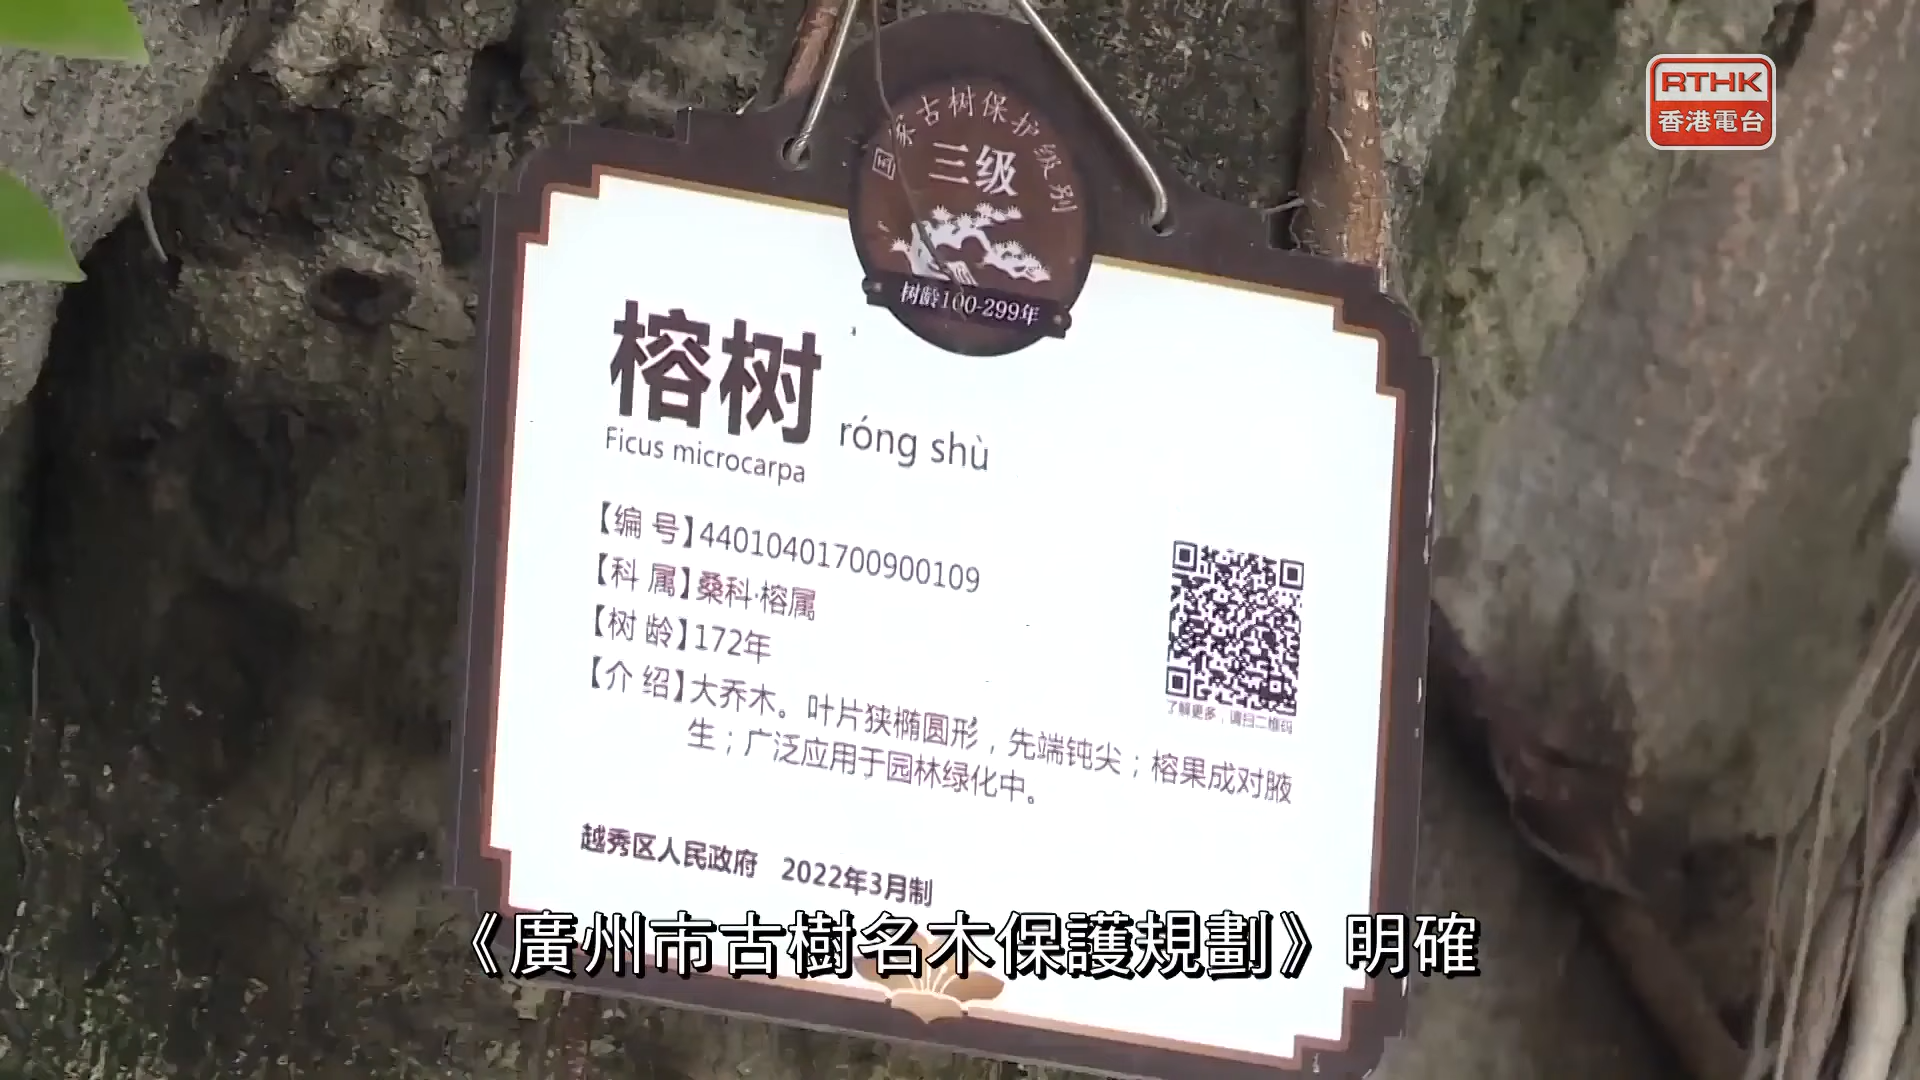 RTHK
香港電台
国家古树保护级别
三级
树龄100-299年
榕树 róng shù
Ficus microcarpa
【编 号】44010401700900109
【科 属】桑科·榕属
【树 龄】172年
【介 绍】大乔木。叶片狭椭圆形，先端钝尖；榕果成对腋
生；广泛应用于园林绿化中。
了解更多，请扫二维码
越秀区人民政府 2022年3月制
《廣州市古樹名木保護規劃》明確